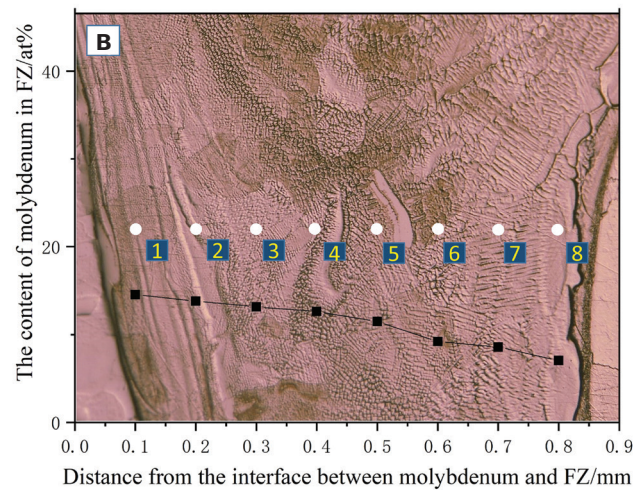 B
The content of molybdenum in FZ/at%
40
20
0
1 2 3 4 5 6 7 8
0.0 0.1 0.2 0.3 0.4 0.5 0.6 0.7 0.8 0.9
Distance from the interface between molybdenum and FZ/mm